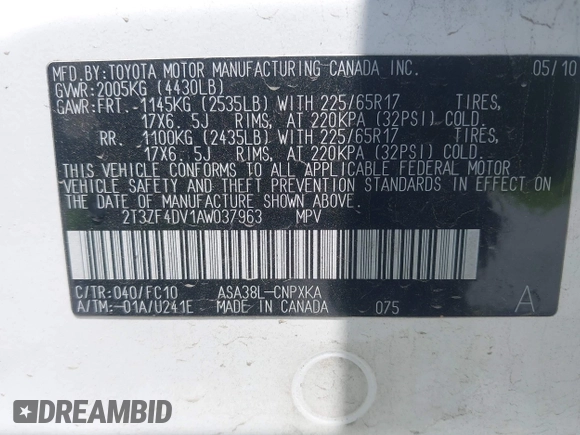 MFD.BY:TOYOTA MOTOR MANUFACTURING CANADA INC. 05/10
GVWR:2005KG (4430LB)
GAWR:FRT.-1145KG (2535LB) WITH 225/65R17 TIRES,
17X6. 5J RIMS, AT 220KPA (32PSI) COLD.
RR. 1100KG (2435LB) WITH 225/65R17 TIRES,
17X6. 5J RIMS, AT 220KPA (32PSI) COLD.
THIS VEHICLE CONFORMS TO ALL APPLICABLE FEDERAL MOTOR
VEHICLE SAFETY AND THEFT PREVENTION STANDARDS IN EFFECT ON
THE DATE OF MANUFACTURE SHOWN ABOVE.
2T3ZF4DV1AW037963 MPV
C/TR:040/FC10 ASA38L-CNPXKA
A/TM:-01A/U241E MADE IN CANADA 075 A
DREAMBID